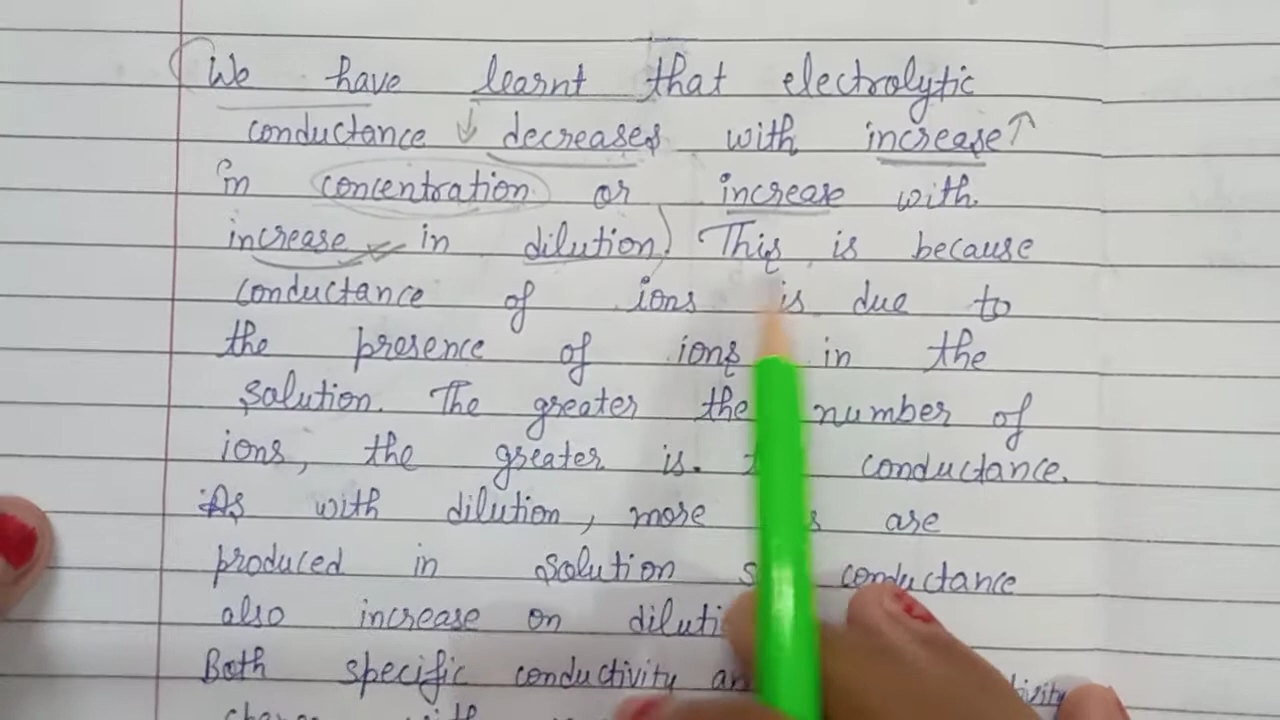 We have learnt that electrolytic
conductance ↓ decreases with increase ↑
in concentration or increase with
increase in dilution. This is because
conductance of ions is due to
the presence of ions in the
solution. The greater the number of
ions, the greater is. conductance.
As with dilution, more are
produced in solution conductance
also increase on
Both specific conductivity